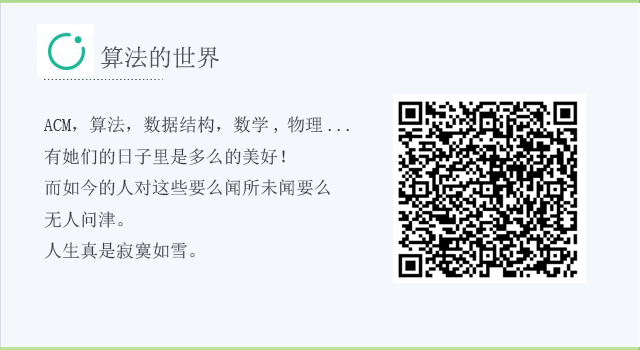 算法的世界
ACM，算法，数据结构，数学，物理...
有她们的日子里是多么的美好！
而如今的人对这些要么闻所未闻要么
无人问津。
人生真是寂寞如雪。